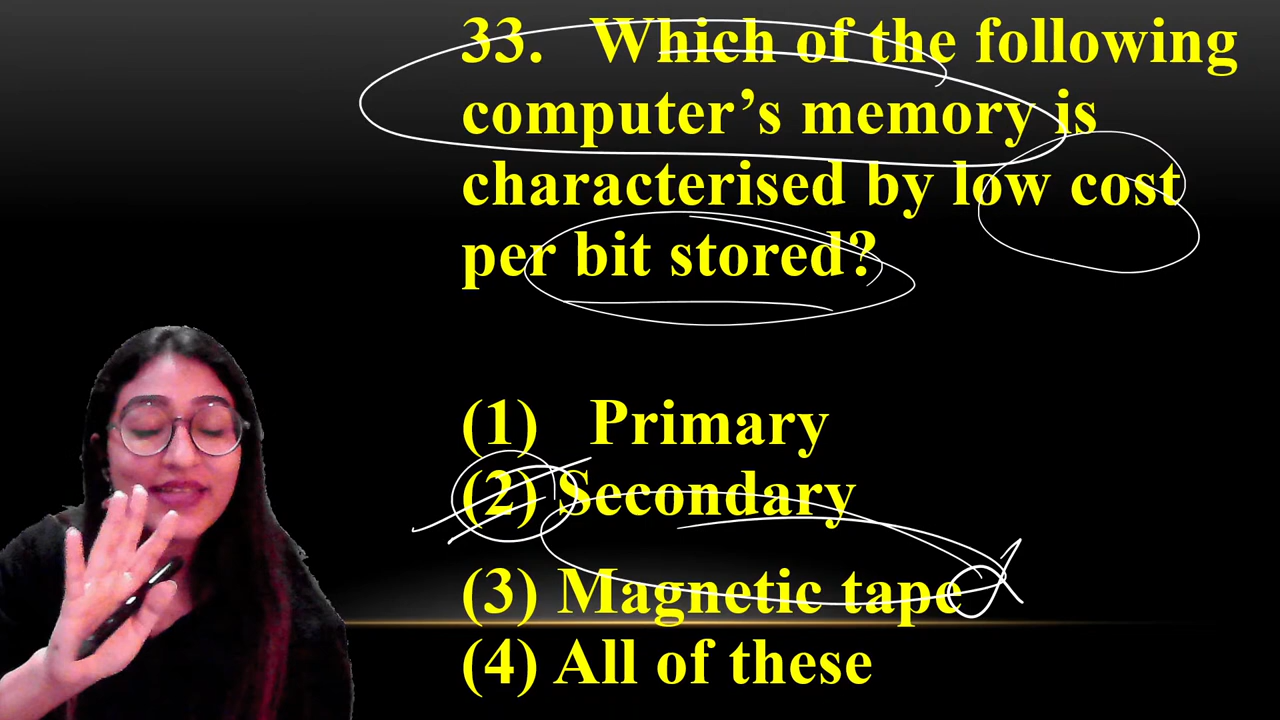 33. Which of the following
computer’s memory is
characterised by low cost
per bit stored?
(1) Primary
(2) Secondary
(3) Magnetic tape
(4) All of these